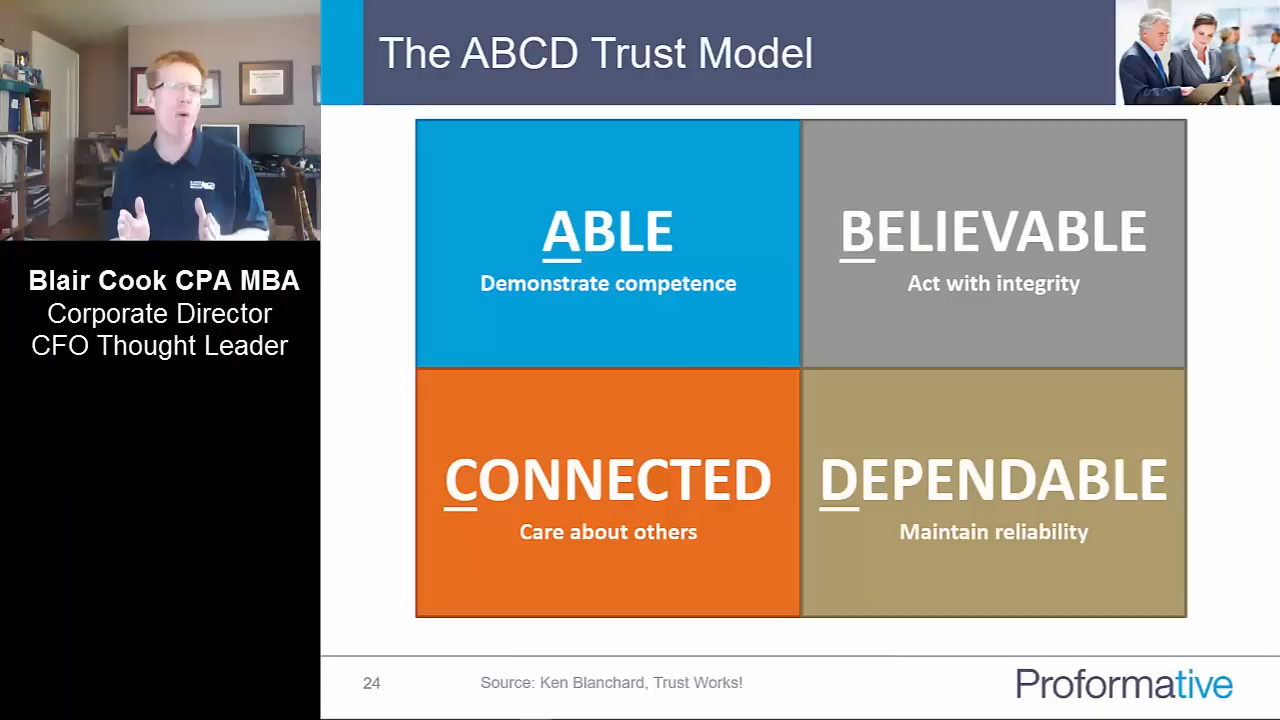 The ABCD Trust Model
Blair Cook CPA MBA
Corporate Director
CFO Thought Leader
ABLE
Demonstrate competence
BELIEVABLE
Act with integrity
CONNECTED
Care about others
DEPENDABLE
Maintain reliability
24
Source: Ken Blanchard, Trust Works!
Proformative